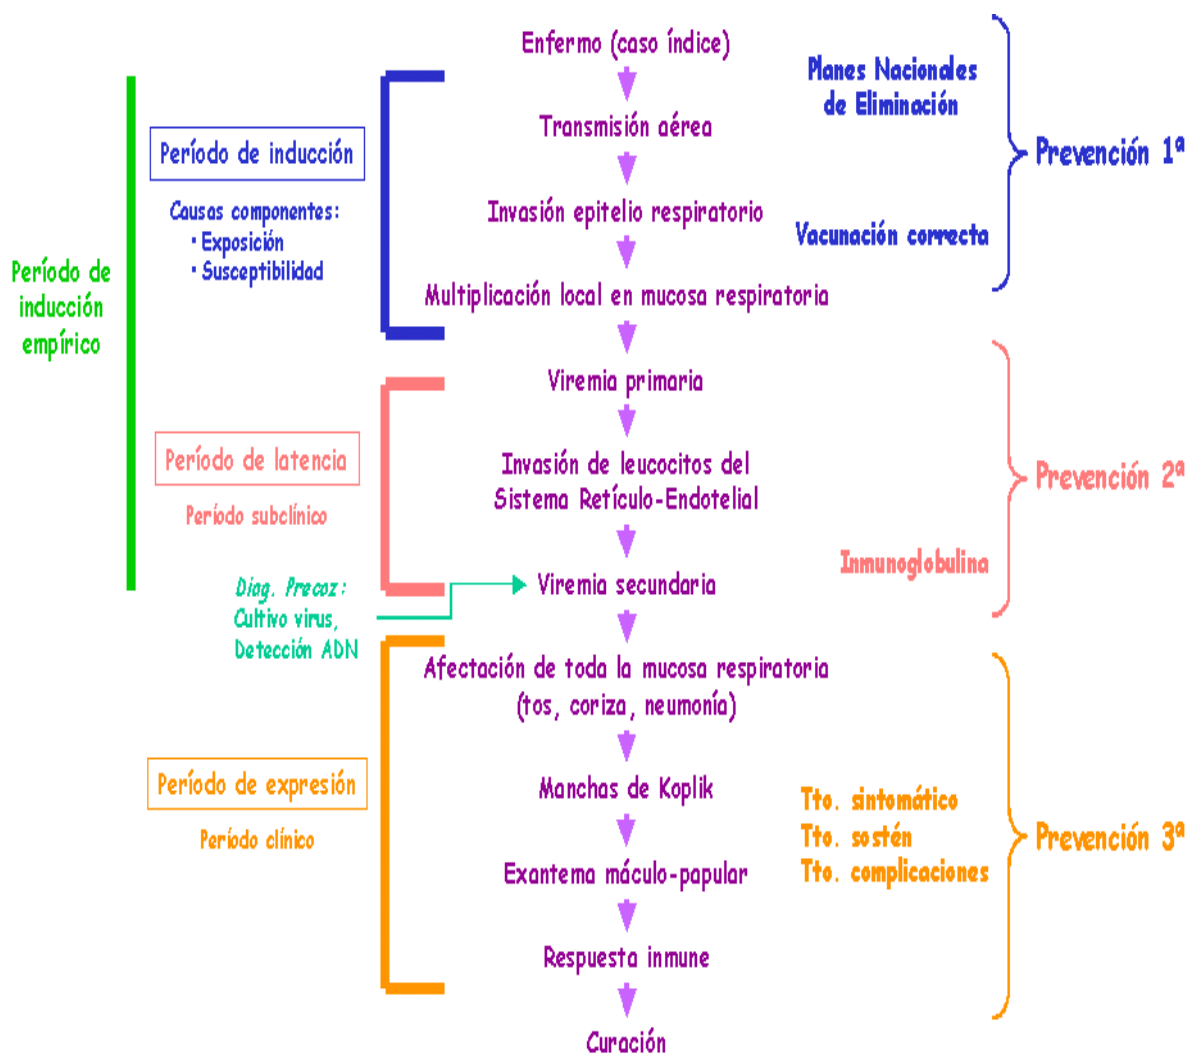 Enfermo (caso índice)
Transmisión aérea
Invasión epitelio respiratorio
Multiplicación local en mucosa respiratoria
Viremia primaria
Invasión de leucocitos del
Sistema Retículo-Endotelial
Viremia secundaria
Afectación de toda la mucosa respiratoria
(tos, coriza, neumonía)
Manchas de Koplik
Exantema máculo-papular
Respuesta inmune
Curación
Período de
inducción
empírico
Período de inducción
Causas componentes:
• Exposición
• Susceptibilidad
Período de latencia
Período subclínico
Diag. Precoz:
Cultivo virus,
Detección ADN
Período de expresión
Período clínico
Planes Nacionales
de Eliminación
Vacunación correcta
Prevención 1ª
Inmunoglobulina
Prevención 2ª
Tto. sintomático
Tto. sostén
Tto. complicaciones
Prevención 3ª